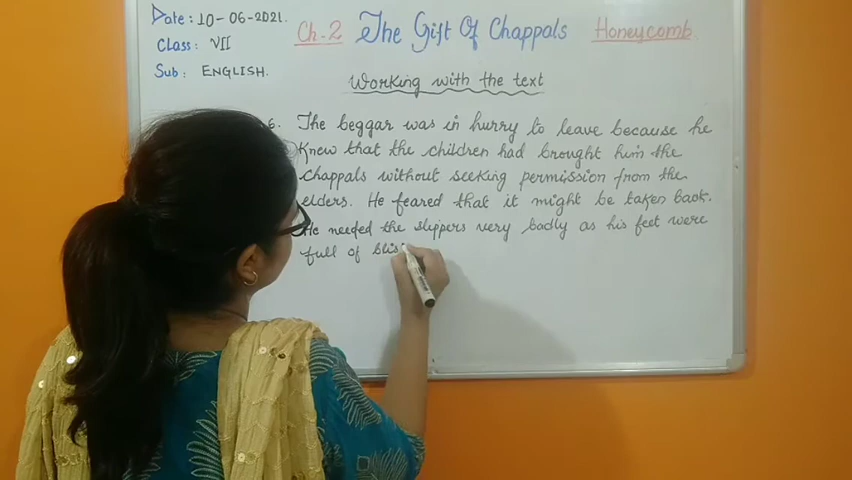 Date: 10-06-2021. Ch.2 The Gift Of Chappals Honeycomb
Class: VII
Sub: ENGLISH.
Working with the text
6. The beggar was in hurry to leave because he
knew that the children had brought him the
chappals without seeking permission from the
elders. He feared that it might be taken back.
He needed the slippers very badly as his feet were
full of blis